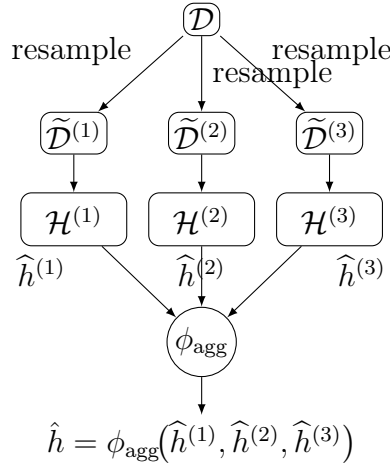 𝒟
resample resample resample
𝒟̃⁽¹⁾ 𝒟̃⁽²⁾ 𝒟̃⁽³⁾
ℋ⁽¹⁾ ℋ⁽²⁾ ℋ⁽³⁾
ĥ⁽¹⁾ ĥ⁽²⁾ ĥ⁽³⁾
ϕ_agg
ĥ = ϕ_agg(ĥ⁽¹⁾, ĥ⁽²⁾, ĥ⁽³⁾)